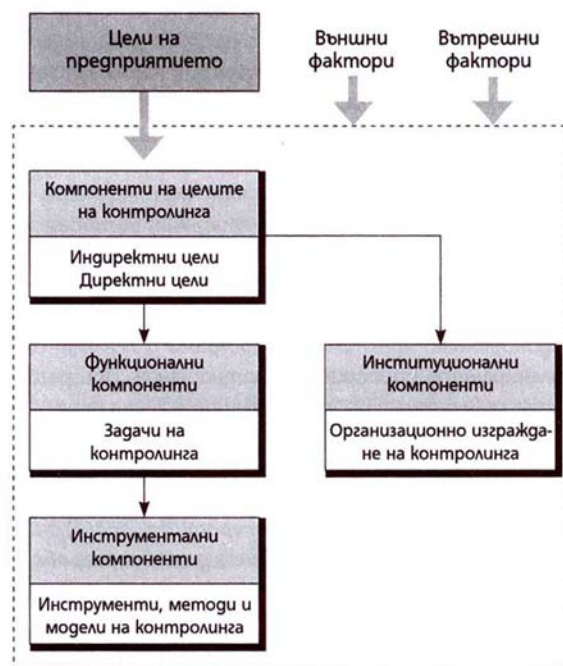 Цели на
предприятието
Външни
фактори
Вътрешни
фактори
Компоненти на целите
на контролинга
Индиректни цели
Директни цели
Функционални
компоненти
Задачи на
контролинга
Институционални
компоненти
Организационно изгражда-
не на контролинга
Инструментални
компоненти
Инструменти, методи и
модели на контролинга